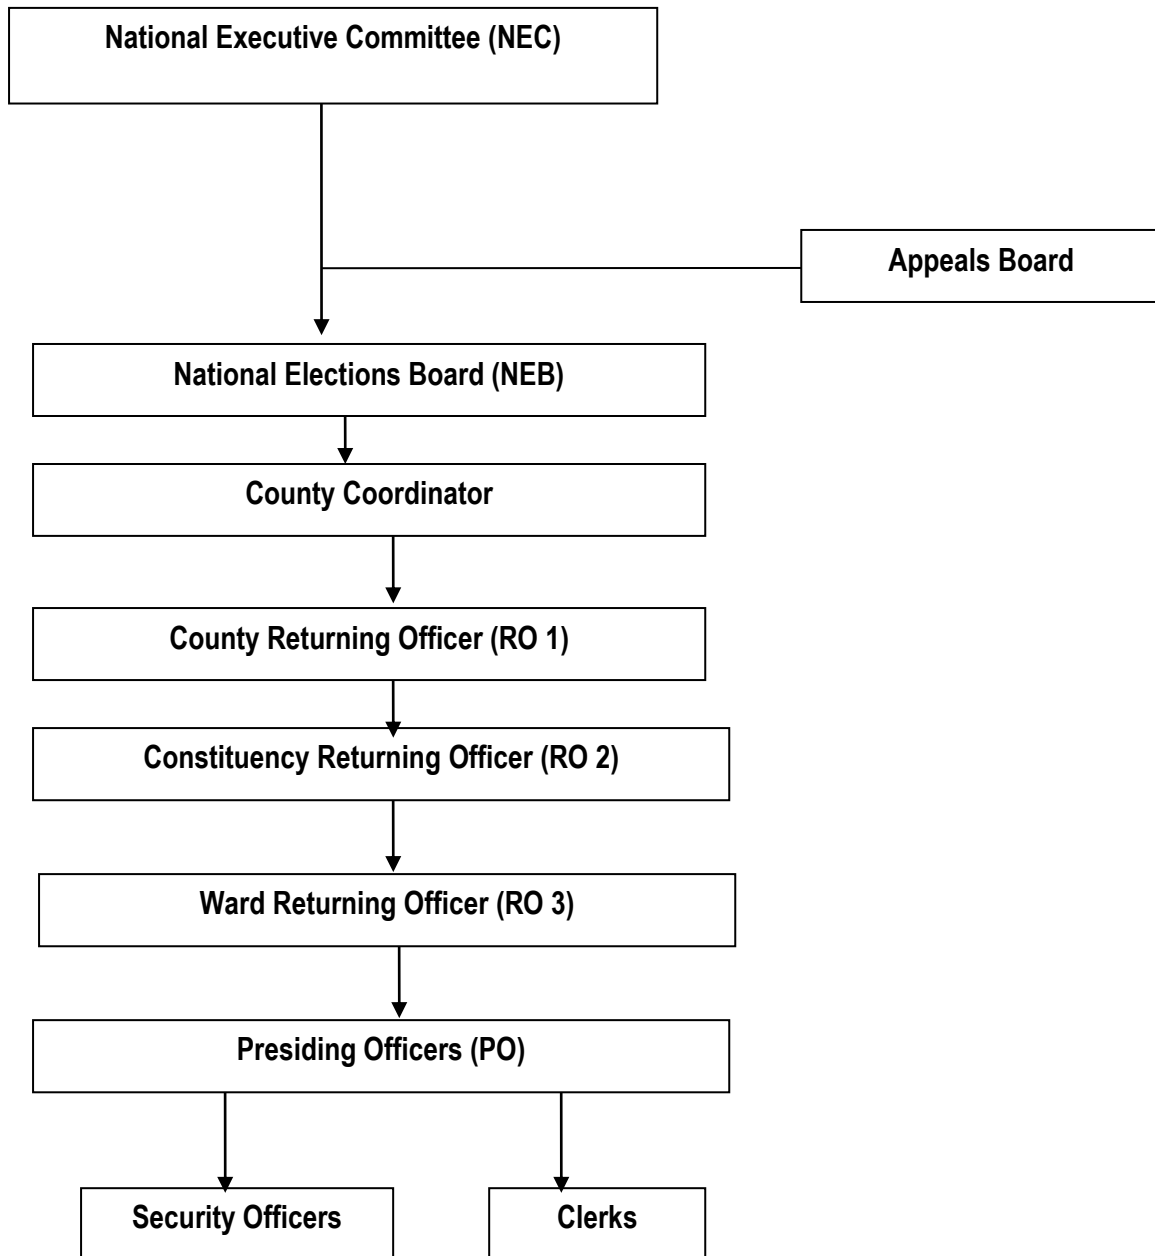 National Executive Committee (NEC)
Appeals Board
National Elections Board (NEB)
County Coordinator
County Returning Officer (RO 1)
Constituency Returning Officer (RO 2)
Ward Returning Officer (RO 3)
Presiding Officers (PO)
Security Officers
Clerks